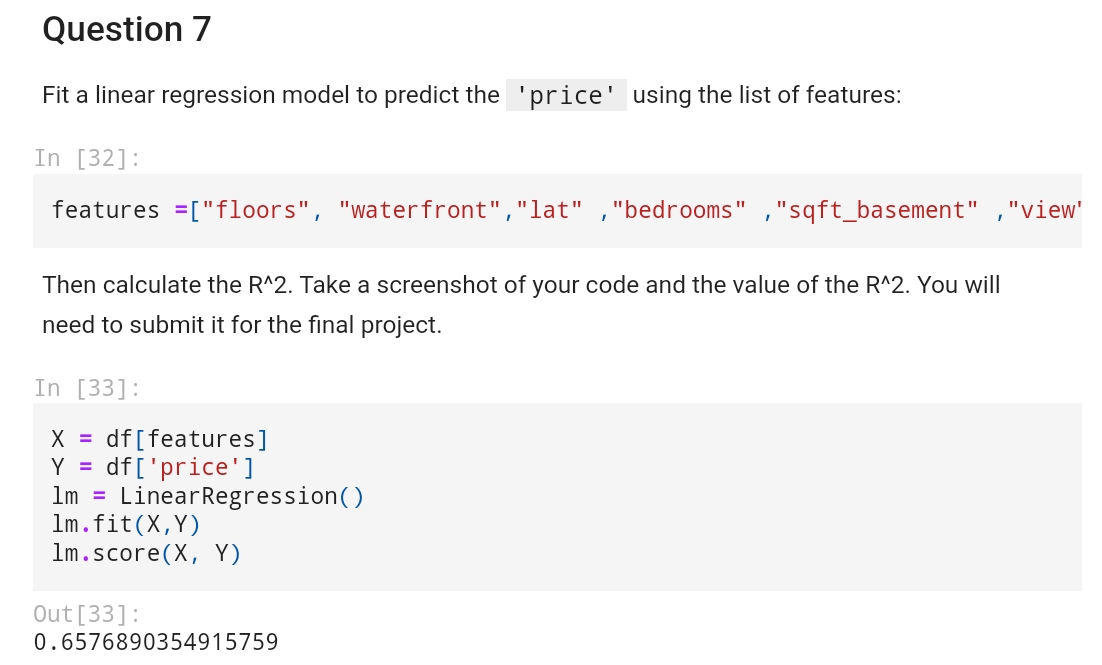 Question 7
Fit a linear regression model to predict the 'price' using the list of features:
In [32]:
features =["floors", "waterfront","lat" ,"bedrooms" ,"sqft_basement" ,"view"
Then calculate the R^2. Take a screenshot of your code and the value of the R^2. You will
need to submit it for the final project.
In [33]:
X = df[features]
Y = df['price']
lm = LinearRegression()
lm.fit(X,Y)
lm.score(X, Y)
Out[33]:
0.6576890354915759